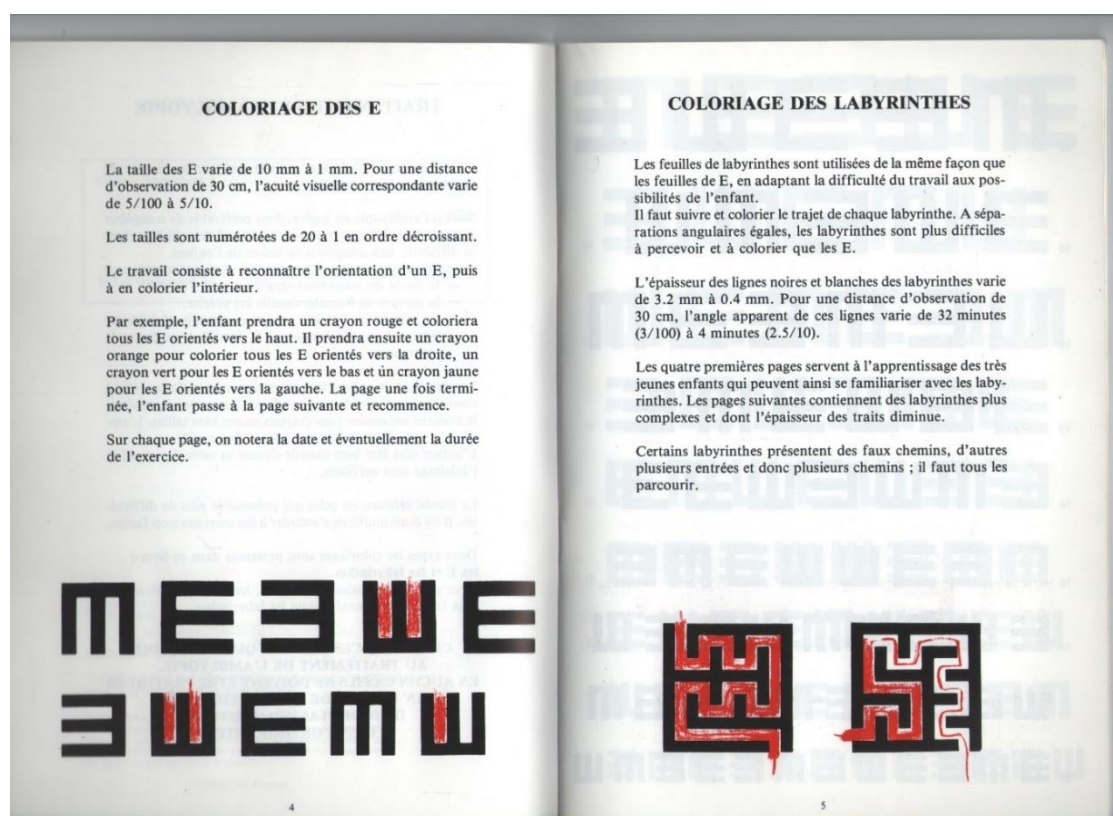 COLORIAGE DES E
La taille des E varie de 10 mm à 1 mm. Pour une distance
d'observation de 30 cm, l'acuité visuelle correspondante varie
de 5/100 à 5/10.
Les tailles sont numérotées de 20 à 1 en ordre décroissant.
Le travail consiste à reconnaître l'orientation d'un E, puis
à en colorier l'intérieur.
Par exemple, l'enfant prendra un crayon rouge et coloriera
tous les E orientés vers le haut. Il prendra ensuite un crayon
orange pour colorier tous les E orientés vers la droite, un
crayon vert pour les E orientés vers le bas et un crayon jaune
pour les E orientés vers la gauche. La page une fois termi-
née, l'enfant passe à la page suivante et recommence.
Sur chaque page, on notera la date et éventuellement la durée
de l'exercice.
4
COLORIAGE DES LABYRINTHES
Les feuilles de labyrinthes sont utilisées de la même façon que
les feuilles de E, en adaptant la difficulté du travail aux pos-
sibilités de l'enfant.
Il faut suivre et colorier le trajet de chaque labyrinthe. A sépa-
rations angulaires égales, les labyrinthes sont plus difficiles
à percevoir et à colorier que les E.
L'épaisseur des lignes noires et blanches des labyrinthes varie
de 3.2 mm à 0.4 mm. Pour une distance d'observation de
30 cm, l'angle apparent de ces lignes varie de 32 minutes
(3/100) à 4 minutes (2.5/10).
Les quatre premières pages servent à l'apprentissage des très
jeunes enfants qui peuvent ainsi se familiariser avec les laby-
rinthes. Les pages suivantes contiennent des labyrinthes plus
complexes et dont l'épaisseur des traits diminue.
Certains labyrinthes présentent des faux chemins, d'autres
plusieurs entrées et donc plusieurs chemins ; il faut tous les
parcourir.
5